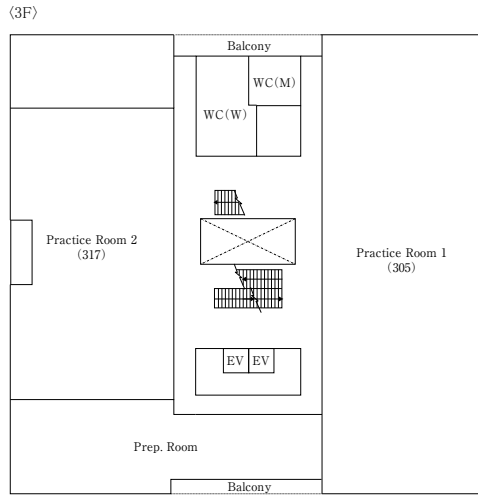 〈3F〉
Balcony
WC(M)
WC(W)
Practice Room 2
(317)
Practice Room 1
(305)
EV EV
Prep. Room
Balcony